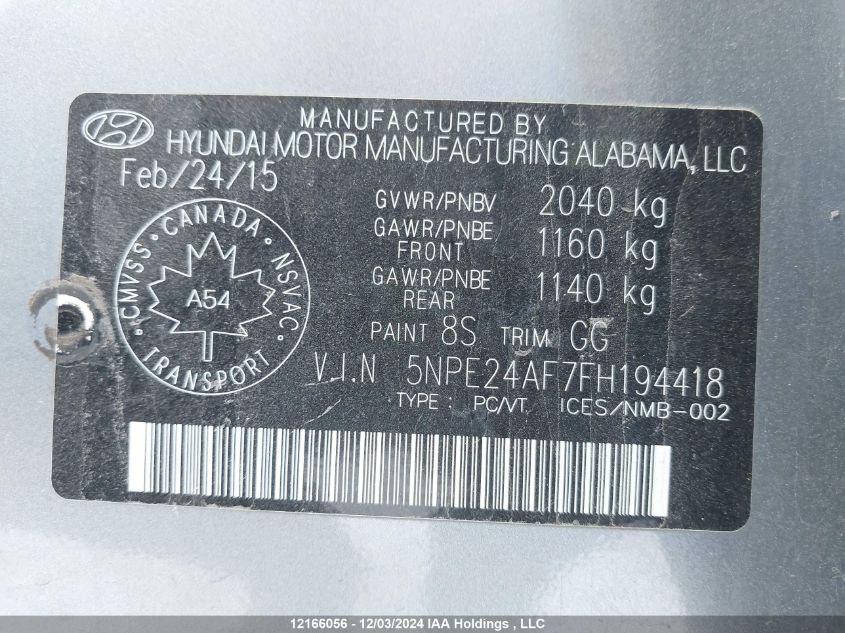 MANUFACTURED BY
HYUNDAI MOTOR MANUFACTURING ALABAMA, LLC
Feb/24/15
GVWR/PNBV 2040 kg
GAWR/PNBE FRONT 1160 kg
GAWR/PNBE REAR 1140 kg
CANADA
CMVSS · NSVAC
A54
TRANSPORT
PAINT 8S TRIM GG
V.I.N 5NPE24AF7FH194418
TYPE : PC/VT ICES/NMB-002
12166056 - 12/03/2024 IAA Holdings , LLC